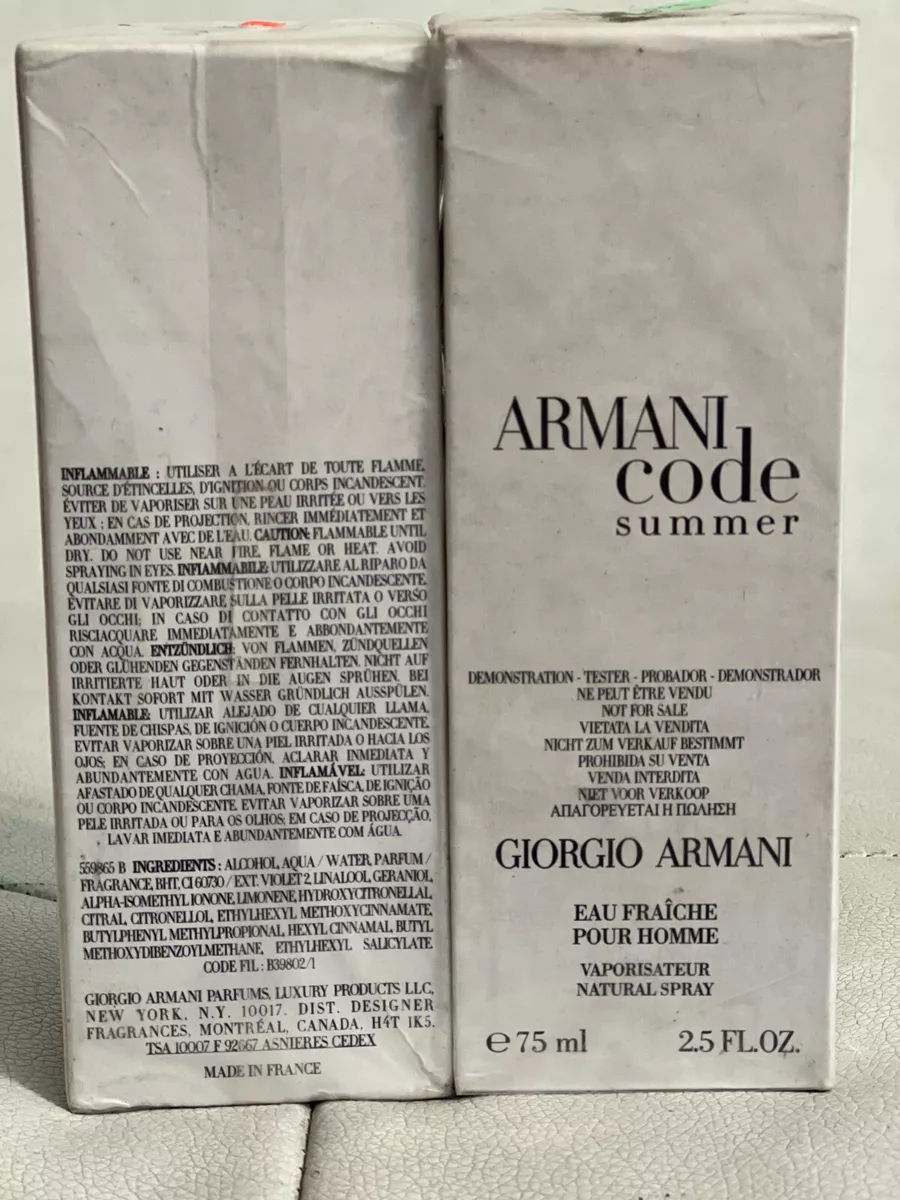 INFLAMMABLE : UTILISER A L'ÉCART DE TOUTE FLAMME,
SOURCE D'ÉTINCELLES, D'IGNITION OU CORPS INCANDESCENT.
ÉVITER DE VAPORISER SUR UNE PEAU IRRITÉE OU VERS LES
YEUX ; EN CAS DE PROJECTION, RINCER IMMÉDIATEMENT ET
ABONDAMMENT AVEC DE L'EAU. CAUTION: FLAMMABLE UNTIL
DRY. DO NOT USE NEAR FIRE, FLAME OR HEAT. AVOID
SPRAYING IN EYES. INFIAMMABILE: UTILIZZARE AL RIPARO DA
QUALSIASI FONTE DI COMBUSTIONE O CORPO INCANDESCENTE.
EVITARE DI VAPORIZZARE SULLA PELLE IRRITATA O VERSO
GLI OCCHI; IN CASO DI CONTATTO CON GLI OCCHI
RISCIACQUARE IMMEDIATAMENTE E ABBONDANTEMENTE
CON ACQUA. ENTZÜNDLICH: VON FLAMMEN, ZÜNDQUELLEN
ODER GLÜHENDEN GEGENSTÄNDEN FERNHALTEN. NICHT AUF
IRRITIERTE HAUT ODER IN DIE AUGEN SPRÜHEN. BEI
KONTAKT SOFORT MIT WASSER GRÜNDLICH AUSSPÜLEN.
INFLAMABLE: UTILIZAR ALEJADO DE CUALQUIER LLAMA,
FUENTE DE CHISPAS, DE IGNICIÓN O CUERPO INCANDESCENTE.
EVITAR VAPORIZAR SOBRE UNA PIEL IRRITADA O HACIA LOS
OJOS; EN CASO DE PROYECCIÓN, ACLARAR INMEDIATA Y
ABUNDANTEMENTE CON AGUA. INFLAMÁVEL: UTILIZAR
AFASTADO DE QUALQUER CHAMA, FONTE DE FAÍSCA, DE IGNIÇÃO
OU CORPO INCANDESCENTE. EVITAR VAPORIZAR SOBRE UMA
PELE IRRITADA OU PARA OS OLHOS; EM CASO DE PROJECÇÃO,
LAVAR IMEDIATA E ABUNDANTEMENTE COM ÁGUA.
559865 B INGREDIENTS : ALCOHOL, AQUA / WATER, PARFUM /
FRAGRANCE, BHT, CI 60730 / EXT. VIOLET 2, LINALOOL, GERANIOL,
ALPHA-ISOMETHYL IONONE, LIMONENE, HYDROXYCITRONELLAL,
CITRAL, CITRONELLOL, ETHYLHEXYL METHOXYCINNAMATE,
BUTYLPHENYL METHYLPROPIONAL, HEXYL CINNAMAL, BUTYL
METHOXYDIBENZOYLMETHANE, ETHYLHEXYL SALICYLATE
CODE FIL : B39802/1
GIORGIO ARMANI PARFUMS, LUXURY PRODUCTS LLC,
NEW YORK, N.Y. 10017. DIST. DESIGNER
FRAGRANCES, MONTRÉAL, CANADA, H4T 1K5.
TSA 10007 F 92667 ASNIERES CEDEX
MADE IN FRANCE
ARMANI
code
summer
DEMONSTRATION - TESTER - PROBADOR - DEMONSTRADOR
NE PEUT ÊTRE VENDU
NOT FOR SALE
VIETATA LA VENDITA
NICHT ZUM VERKAUF BESTIMMT
PROHIBIDA SU VENTA
VENDA INTERDITA
NIET VOOR VERKOOP
ΑΠΑΓΟΡΕΥΕΤΑΙ Η ΠΩΛΗΣΗ
GIORGIO ARMANI
EAU FRAÎCHE
POUR HOMME
VAPORISATEUR
NATURAL SPRAY
℮ 75 ml 2.5 FL.OZ.